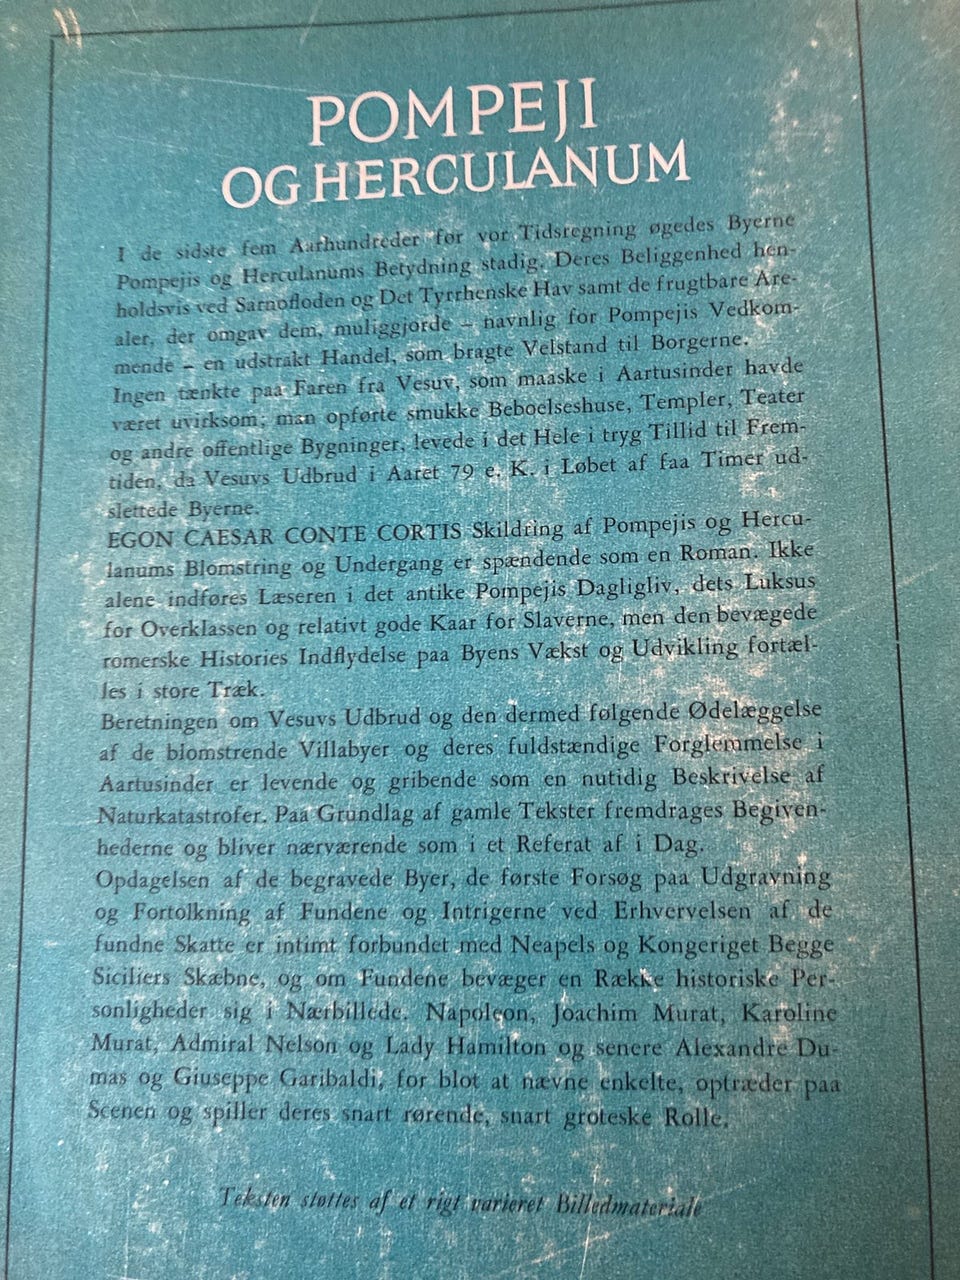 POMPEJI
OG HERCULANUM
I de sidste fem Aarhundreder før vor Tidsregning øgedes Byerne
Pompejis og Herculanums Betydning stadig. Deres Beliggenhed hen-
holdsvis ved Sarnofloden og Det Tyrrhenske Hav samt de frugtbare Are-
aler, der omgav dem, muliggjorde – navnlig for Pompejis Vedkom-
mende – en udstrakt Handel, som bragte Velstand til Borgerne.
Ingen tænkte paa Faren fra Vesuv, som maaske i Aartusinder havde
været uvirksom; man opførte smukke Beboelseshuse, Templer, Teater
og andre offentlige Bygninger, levede i det Hele i tryg Tillid til Frem-
tiden, da Vesuvs Udbrud i Aaret 79 e. K. i Løbet af faa Timer ud-
slettede Byerne.
EGON CAESAR CONTE CORTIS Skildring af Pompejis og Hercu-
lanums Blomstring og Undergang er spændende som en Roman. Ikke
alene indføres Læseren i det antike Pompejis Dagligliv, dets Luksus
for Overklassen og relativt gode Kaar for Slaverne, men den bevægede
romerske Histories Indflydelse paa Byens Vækst og Udvikling fortæl-
les i store Træk.
Beretningen om Vesuvs Udbrud og den dermed følgende Ødelæggelse
af de blomstrende Villabyer og deres fuldstændige Forglemmelse i
Aartusinder er levende og gribende som en nutidig Beskrivelse af
Naturkatastrofer. Paa Grundlag af gamle Tekster fremdrages Begiven-
hederne og bliver nærværende som i et Referat af i Dag.
Opdagelsen af de begravede Byer, de første Forsøg paa Udgravning
og Fortolkning af Fundene og Intrigerne ved Erhvervelsen af de
fundne Skatte er intimt forbundet med Neapels og Kongeriget Begge
Siciliers Skæbne, og om Fundene bevæger en Række historiske Per-
sonligheder sig i Nærbillede. Napoleon, Joachim Murat, Karoline
Murat, Admiral Nelson og Lady Hamilton og senere Alexandre Du-
mas og Giuseppe Garibaldi, for blot at nævne enkelte, optræder paa
Scenen og spiller deres snart rørende, snart groteske Rolle.
Teksten støttes af et rigt varieret Billedmateriale